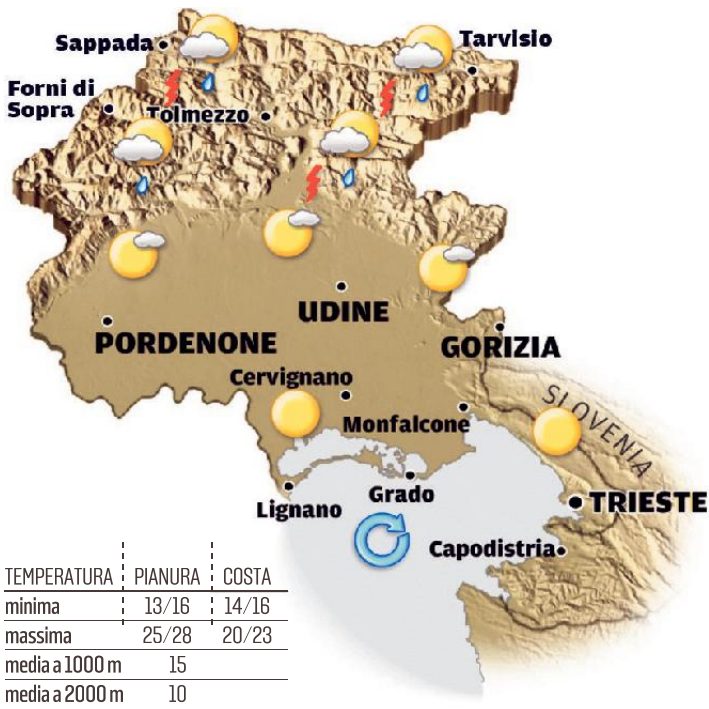 Sappada
Tarvisio
Forni di
Sopra
Tolmezzo
UDINE
PORDENONE
GORIZIA
Cervignano
Monfalcone
SLOVENIA
Lignano
Grado
TRIESTE
Capodistria
TEMPERATURA PIANURA COSTA
minima 13/16 14/16
massima 25/28 20/23
media a 1000 m 15
media a 2000 m 10